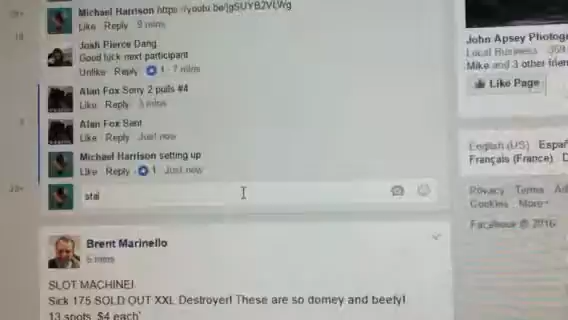 Michael Harrison https://youtu.be/jgSUYB2VLWg
Like Reply 9 mins
Josh Pierce Dang
Good luck next participant
Unlike Reply 1 7 mins
Alan Fox Sorry 2 pulls #4
Like Reply 3 mins
Alan Fox Sent
Like Reply Just now
Michael Harrison setting up
Like Reply 1 Just now
stai
Brent Marinello
5 mins
SLOT MACHINE!
Sick 175 SOLD OUT XXL Destroyer! These are so domey and beefy!
13 spots $4 each*
John Apsey Photog
Local Business
Mike and 3 other frien
Like Page
English (US) Españ
Français (France)
Privacy Terms Ad
Cookies More
Facebook © 2016